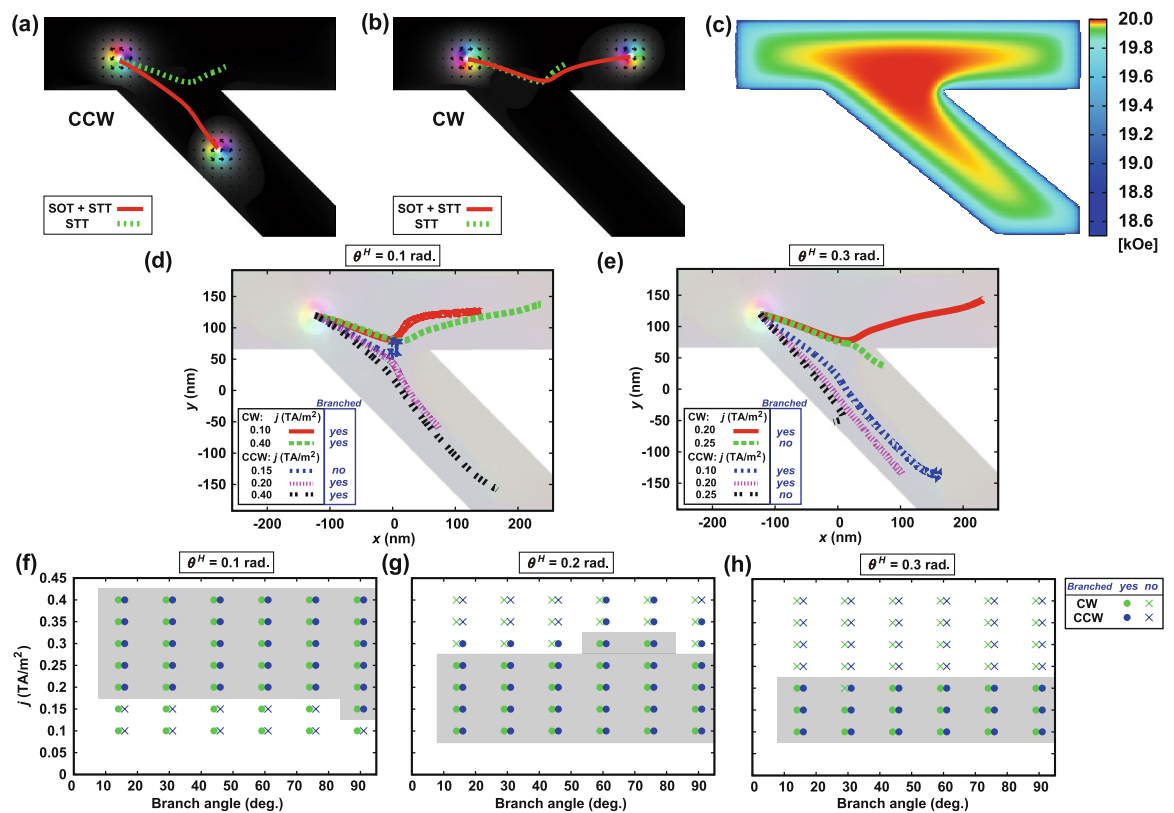 (a)
CCW
SOT + STT
STT
(b)
CW
SOT + STT
STT
(c)
20.0
19.8
19.6
19.4
19.2
19.0
18.8
18.6
[kOe]
(d)
θ^H = 0.1 rad.
y (nm)
150
100
50
0
-50
-100
-150
Branched
CW: j (TA/m²)
0.10 yes
0.40 yes
CCW: j (TA/m²)
0.15 no
0.20 yes
0.40 yes
-200 -100 0 100 200
x (nm)
(e)
θ^H = 0.3 rad.
y (nm)
150
100
50
0
-50
-100
-150
Branched
CW: j (TA/m²)
0.20 yes
0.25 no
CCW: j (TA/m²)
0.10 yes
0.20 yes
0.25 no
-200 -100 0 100 200
x (nm)
(f)
θ^H = 0.1 rad.
j (TA/m²)
0.45
0.4
0.35
0.3
0.25
0.2
0.15
0.1
0.05
0
0 10 20 30 40 50 60 70 80 90
Branch angle (deg.)
(g)
θ^H = 0.2 rad.
0 10 20 30 40 50 60 70 80 90
Branch angle (deg.)
(h)
θ^H = 0.3 rad.
0 10 20 30 40 50 60 70 80 90
Branch angle (deg.)
Branched yes no
CW
CCW